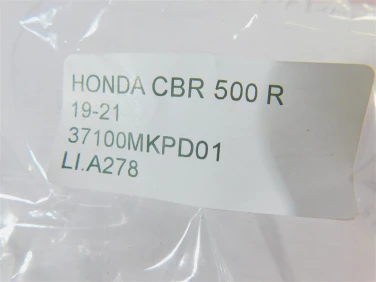 HONDA CBR 500 R
19-21
37100MKPD01
LI.A278